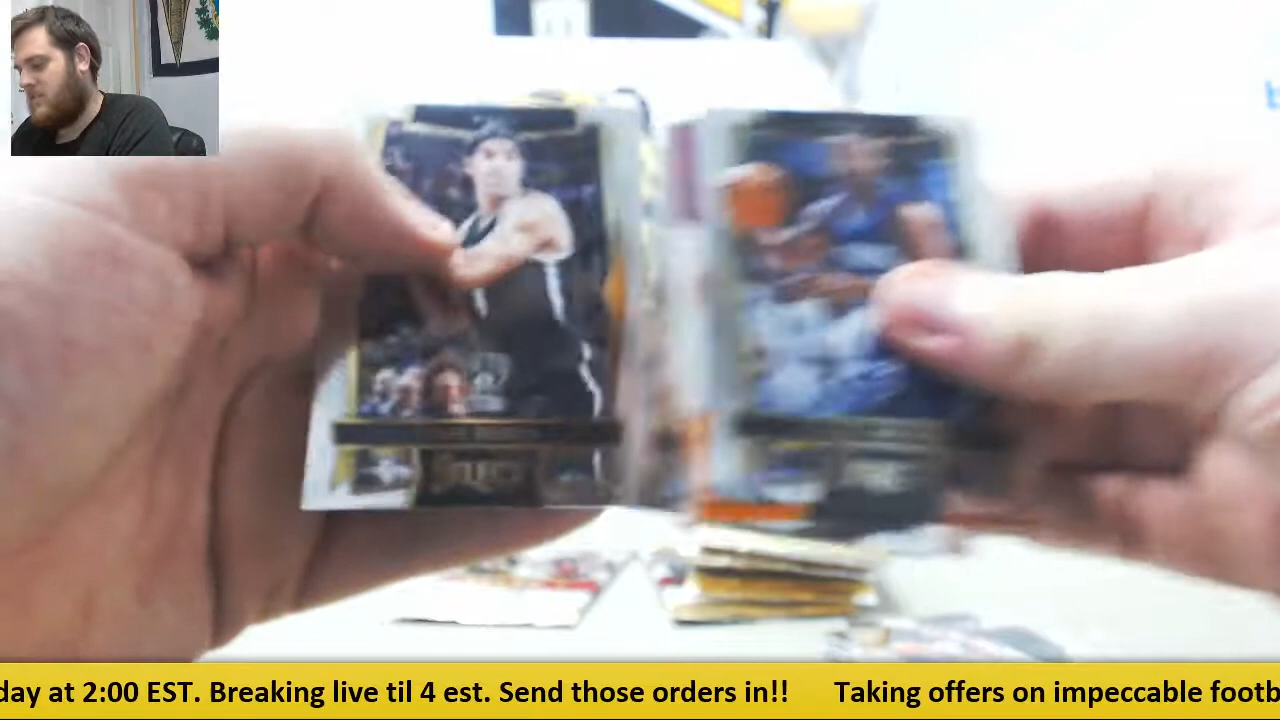 day at 2:00 EST. Breaking live til 4 est. Send those orders in!! Taking offers on impeccable footb